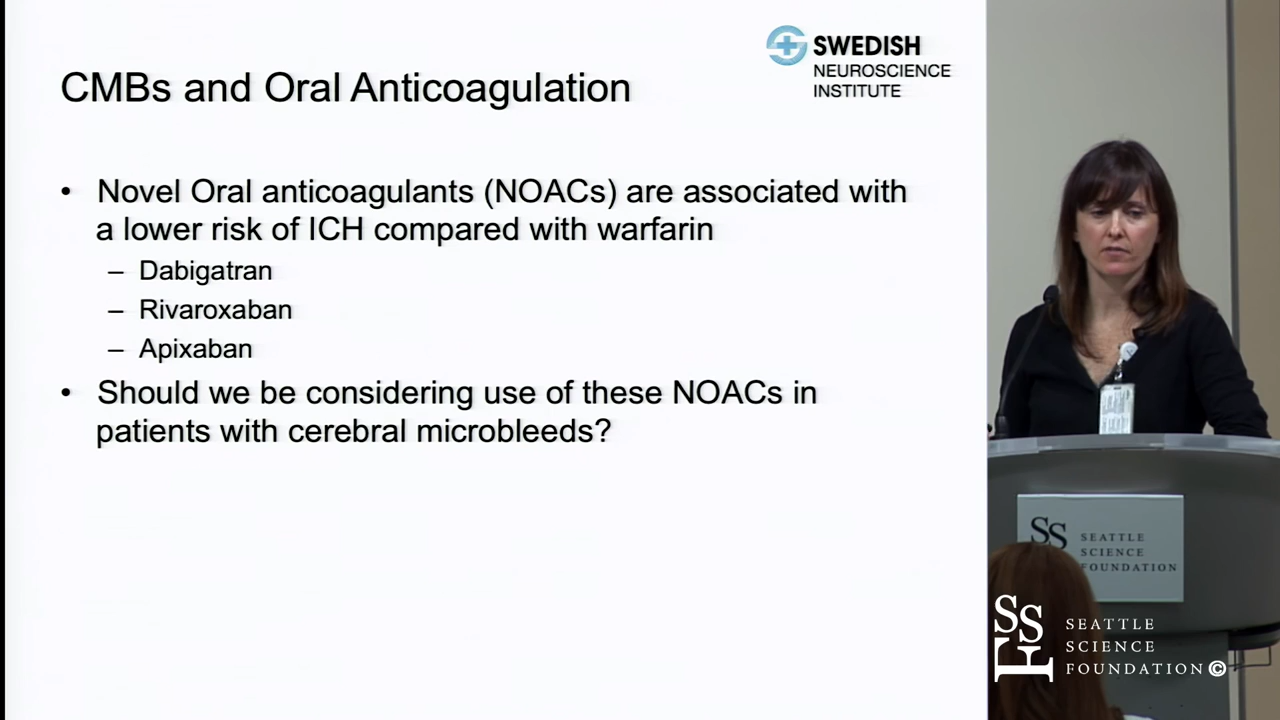 SWEDISH
NEUROSCIENCE
INSTITUTE
CMBs and Oral Anticoagulation
• Novel Oral anticoagulants (NOACs) are associated with
a lower risk of ICH compared with warfarin
– Dabigatran
– Rivaroxaban
– Apixaban
• Should we be considering use of these NOACs in
patients with cerebral microbleeds?
SS
SEATTLE
SCIENCE
FOUNDATION
SSF
SEATTLE
SCIENCE
FOUNDATION©